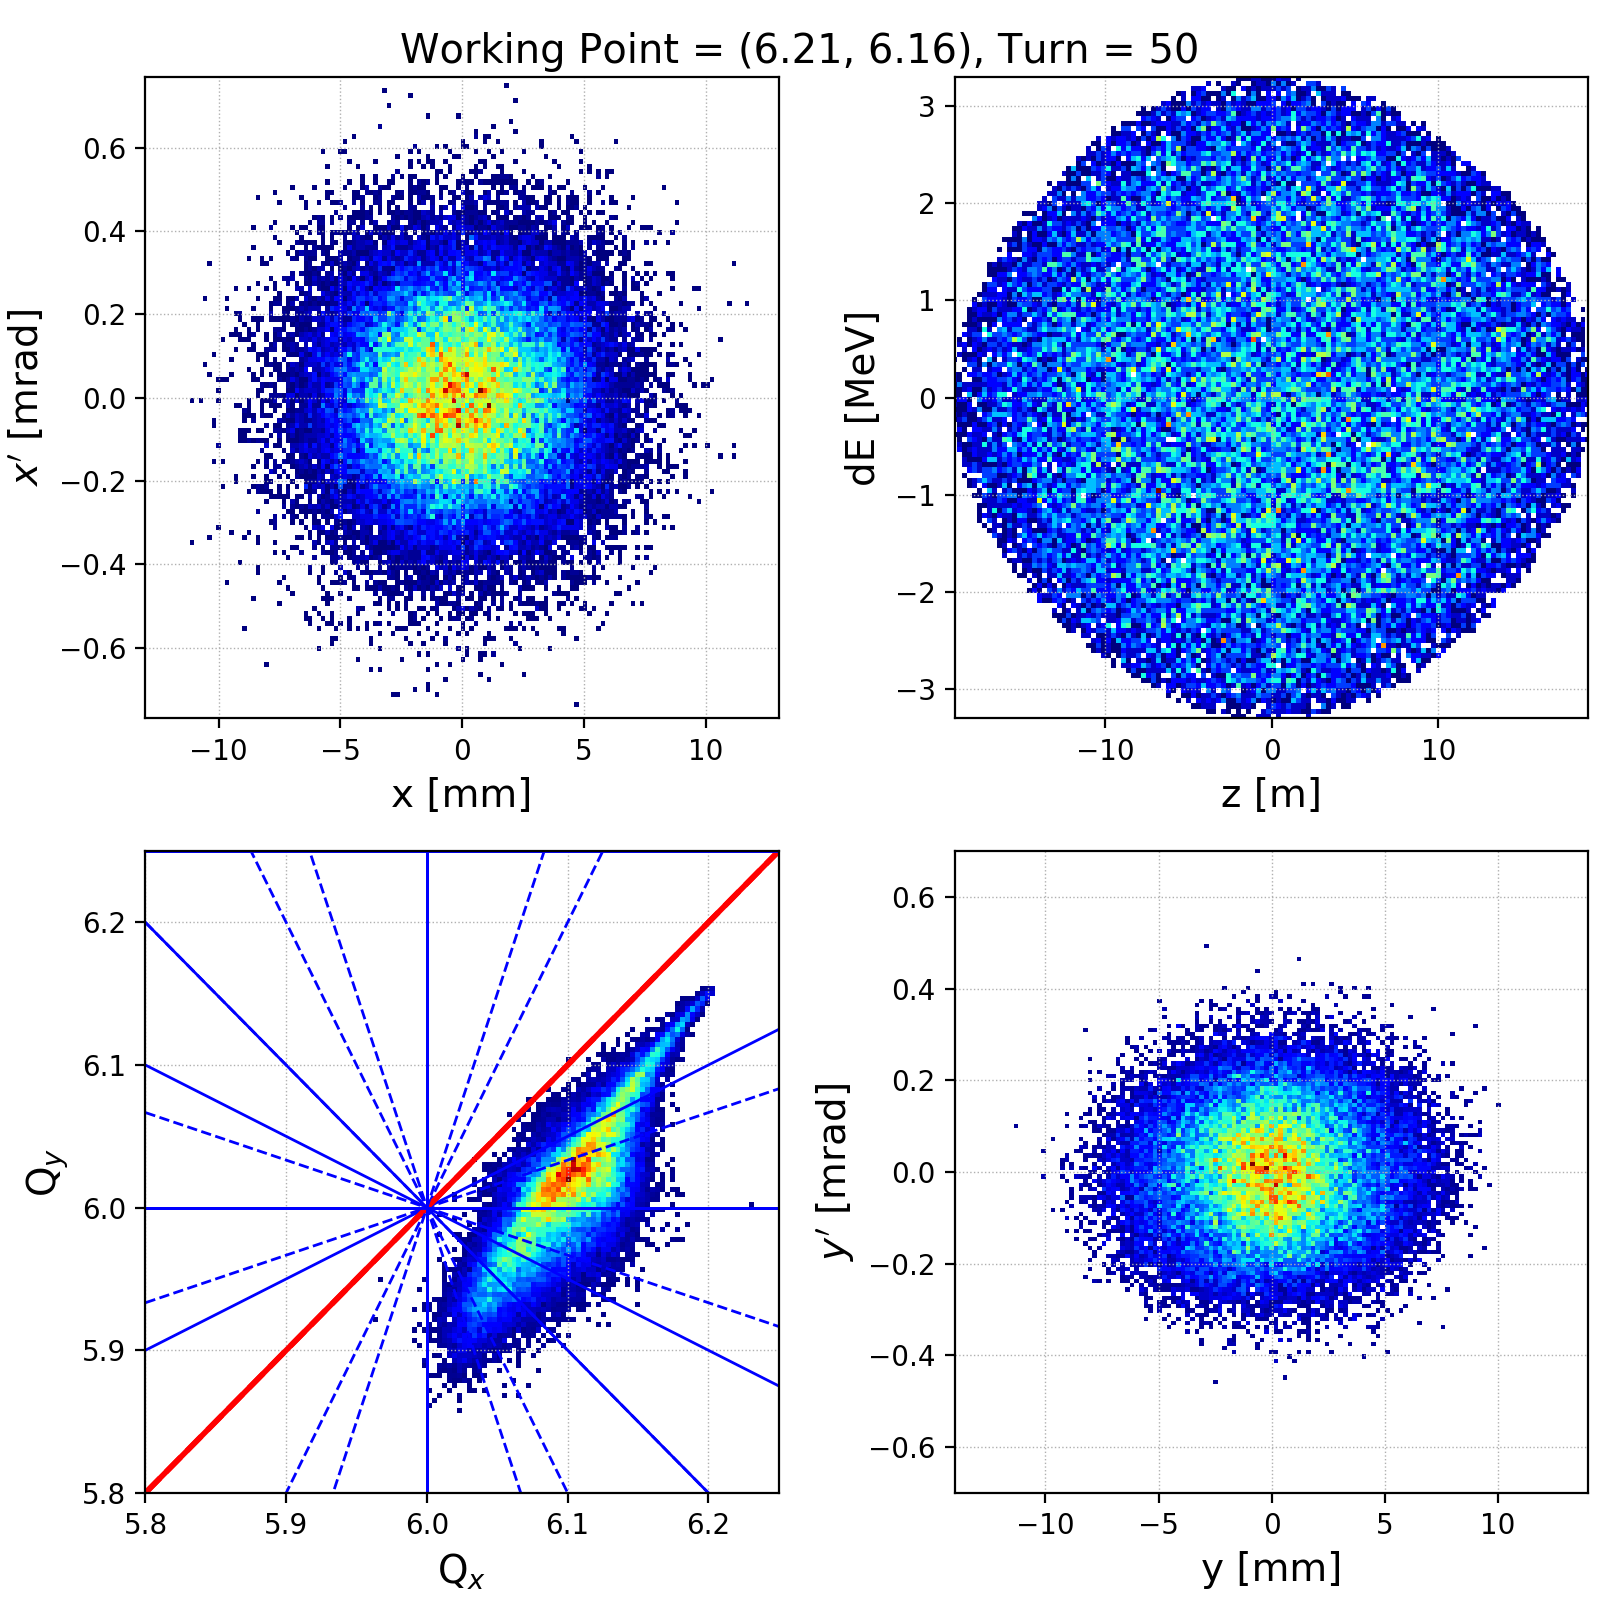 Working Point = (6.21, 6.16), Turn = 50
0.6
0.4
0.2
0.0
−0.2
−0.4
−0.6
x′ [mrad]
−10 −5 0 5 10
x [mm]
3
2
1
0
−1
−2
−3
dE [MeV]
−10 0 10
z [m]
6.2
6.1
6.0
5.9
5.8
Qy
5.8 5.9 6.0 6.1 6.2
Qx
0.6
0.4
0.2
0.0
−0.2
−0.4
−0.6
y′ [mrad]
−10 −5 0 5 10
y [mm]